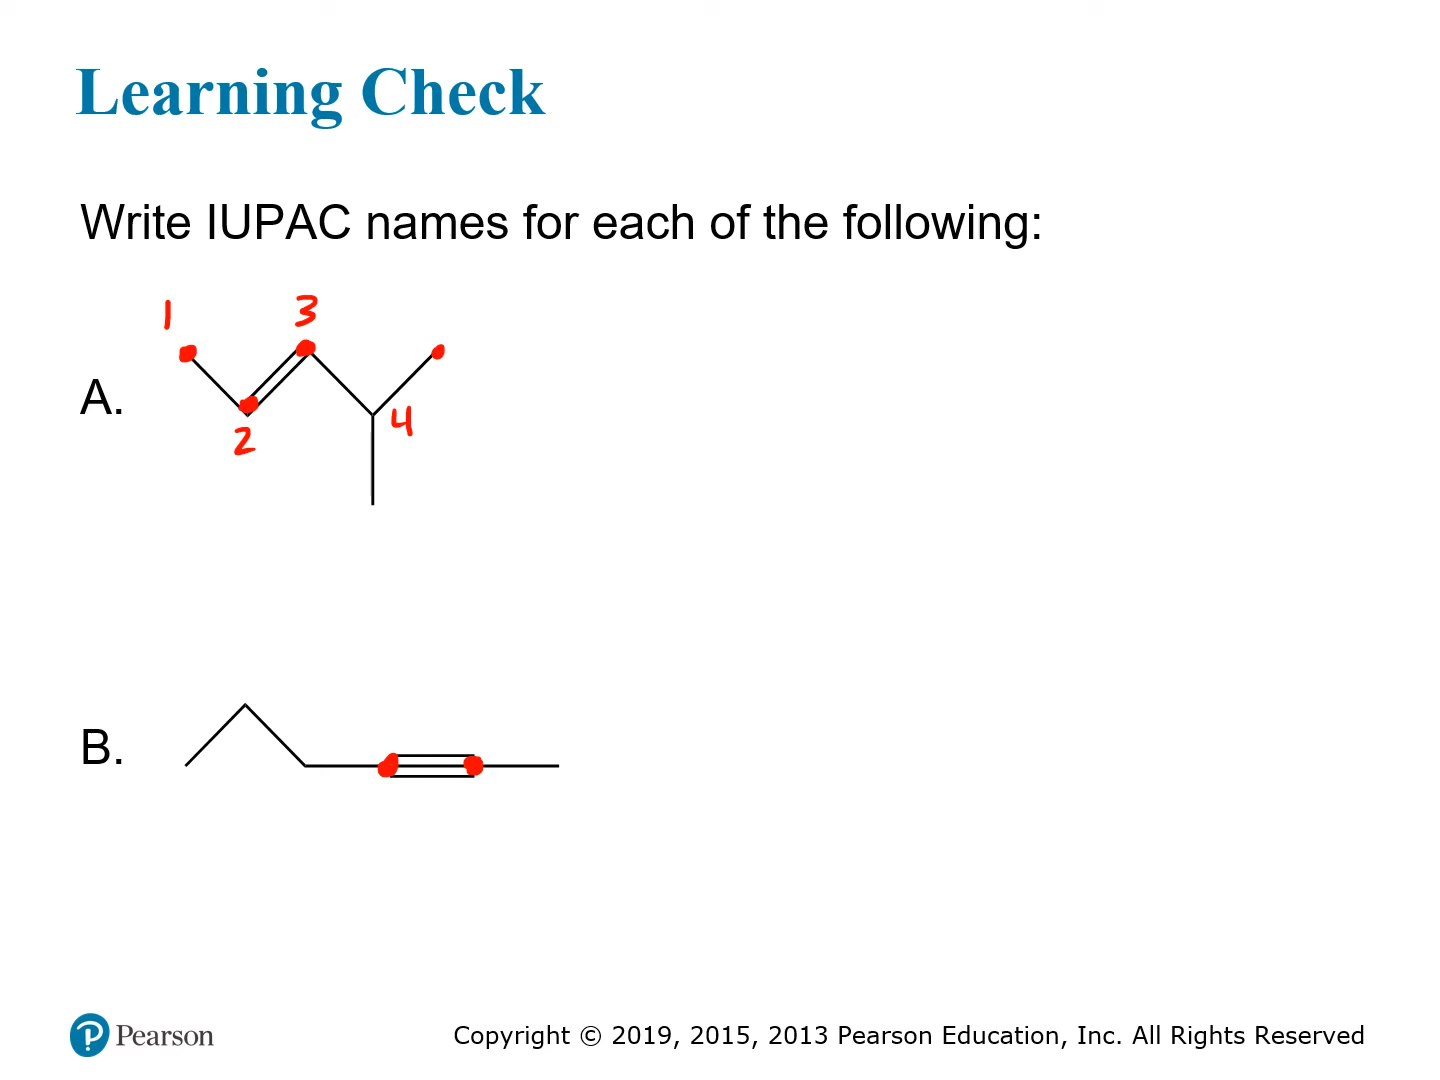 Learning Check
Write IUPAC names for each of the following:
1 3
A.
2 4
B.
P Pearson
Copyright © 2019, 2015, 2013 Pearson Education, Inc. All Rights Reserved